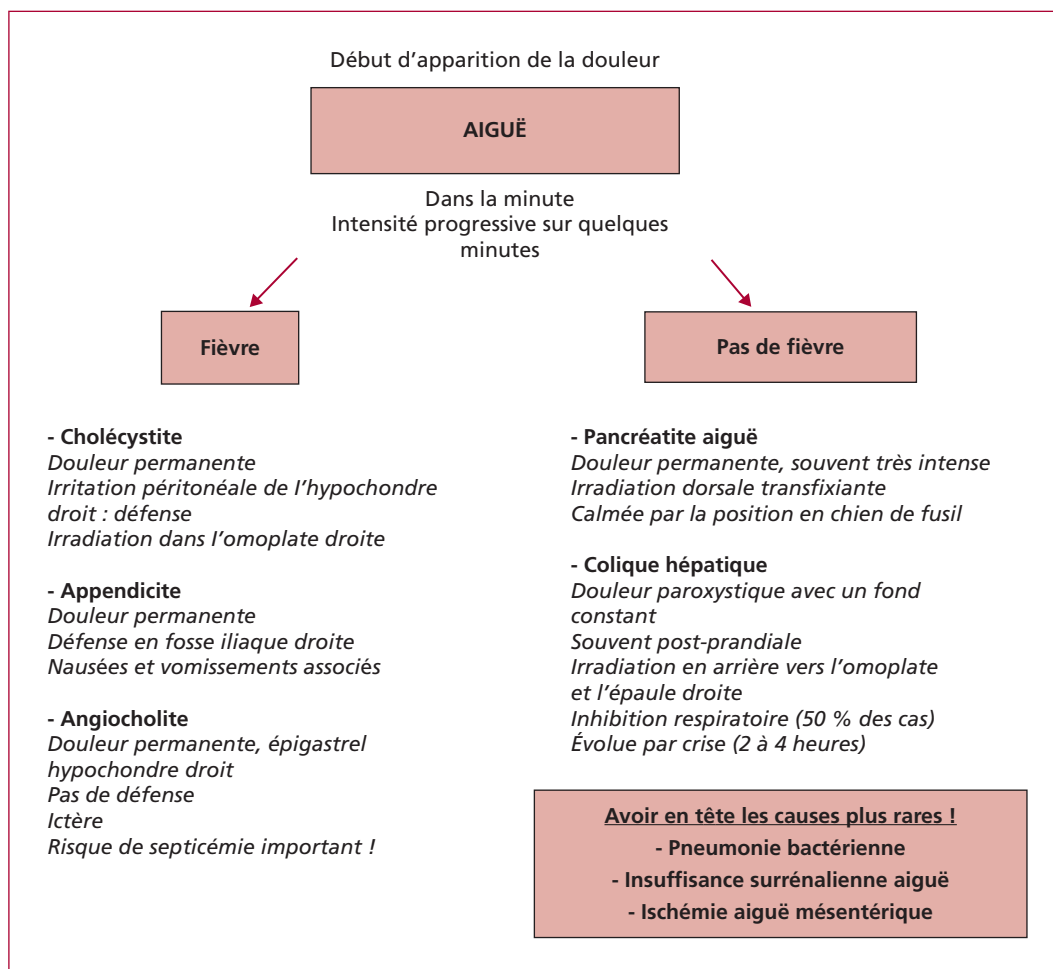 Début d’apparition de la douleur
AIGUË
Dans la minute
Intensité progressive sur quelques
minutes
Fièvre
- Cholécystite
Douleur permanente
Irritation péritonéale de l’hypochondre
droit : défense
Irradiation dans l’omoplate droite
- Appendicite
Douleur permanente
Défense en fosse iliaque droite
Nausées et vomissements associés
- Angiocholite
Douleur permanente, épigastrel
hypochondre droit
Pas de défense
Ictère
Risque de septicémie important !
Pas de fièvre
- Pancréatite aiguë
Douleur permanente, souvent très intense
Irradiation dorsale transfixiante
Calmée par la position en chien de fusil
- Colique hépatique
Douleur paroxystique avec un fond
constant
Souvent post-prandiale
Irradiation en arrière vers l’omoplate
et l’épaule droite
Inhibition respiratoire (50 % des cas)
Évolue par crise (2 à 4 heures)
Avoir en tête les causes plus rares !
- Pneumonie bactérienne
- Insuffisance surrénalienne aiguë
- Ischémie aiguë mésentérique